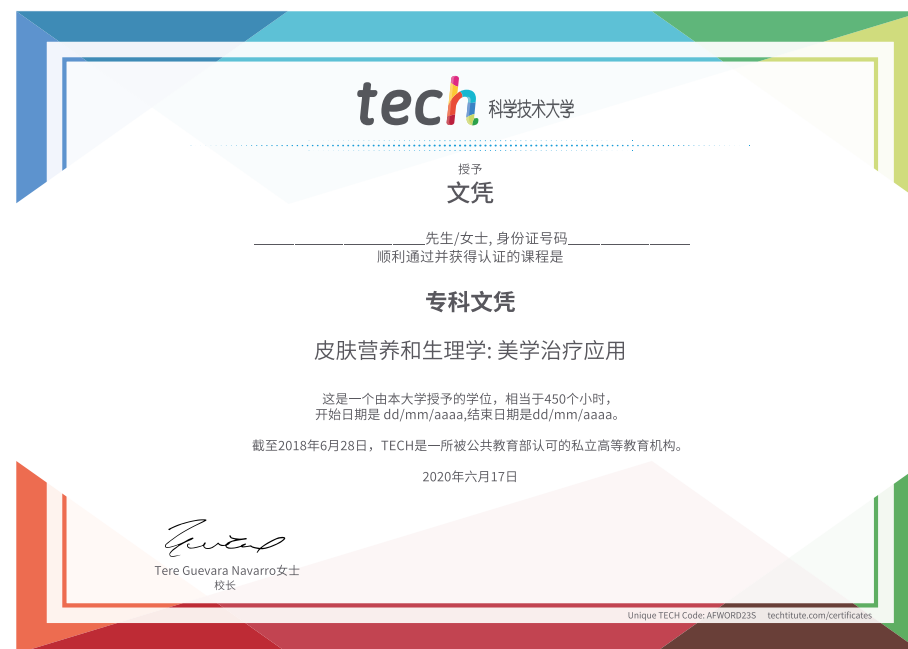 tech 科学技术大学
授予
文凭
先生/女士, 身份证号码
顺利通过并获得认证的课程是
专科文凭
皮肤营养和生理学: 美学治疗应用
这是一个由本大学授予的学位，相当于450个小时，
开始日期是 dd/mm/aaaa,结束日期是dd/mm/aaaa。
截至2018年6月28日，TECH是一所被公共教育部认可的私立高等教育机构。
2020年六月17日
Tere Guevara Navarro女士
校长
Unique TECH Code: AFWORD23S techtitute.com/certificates